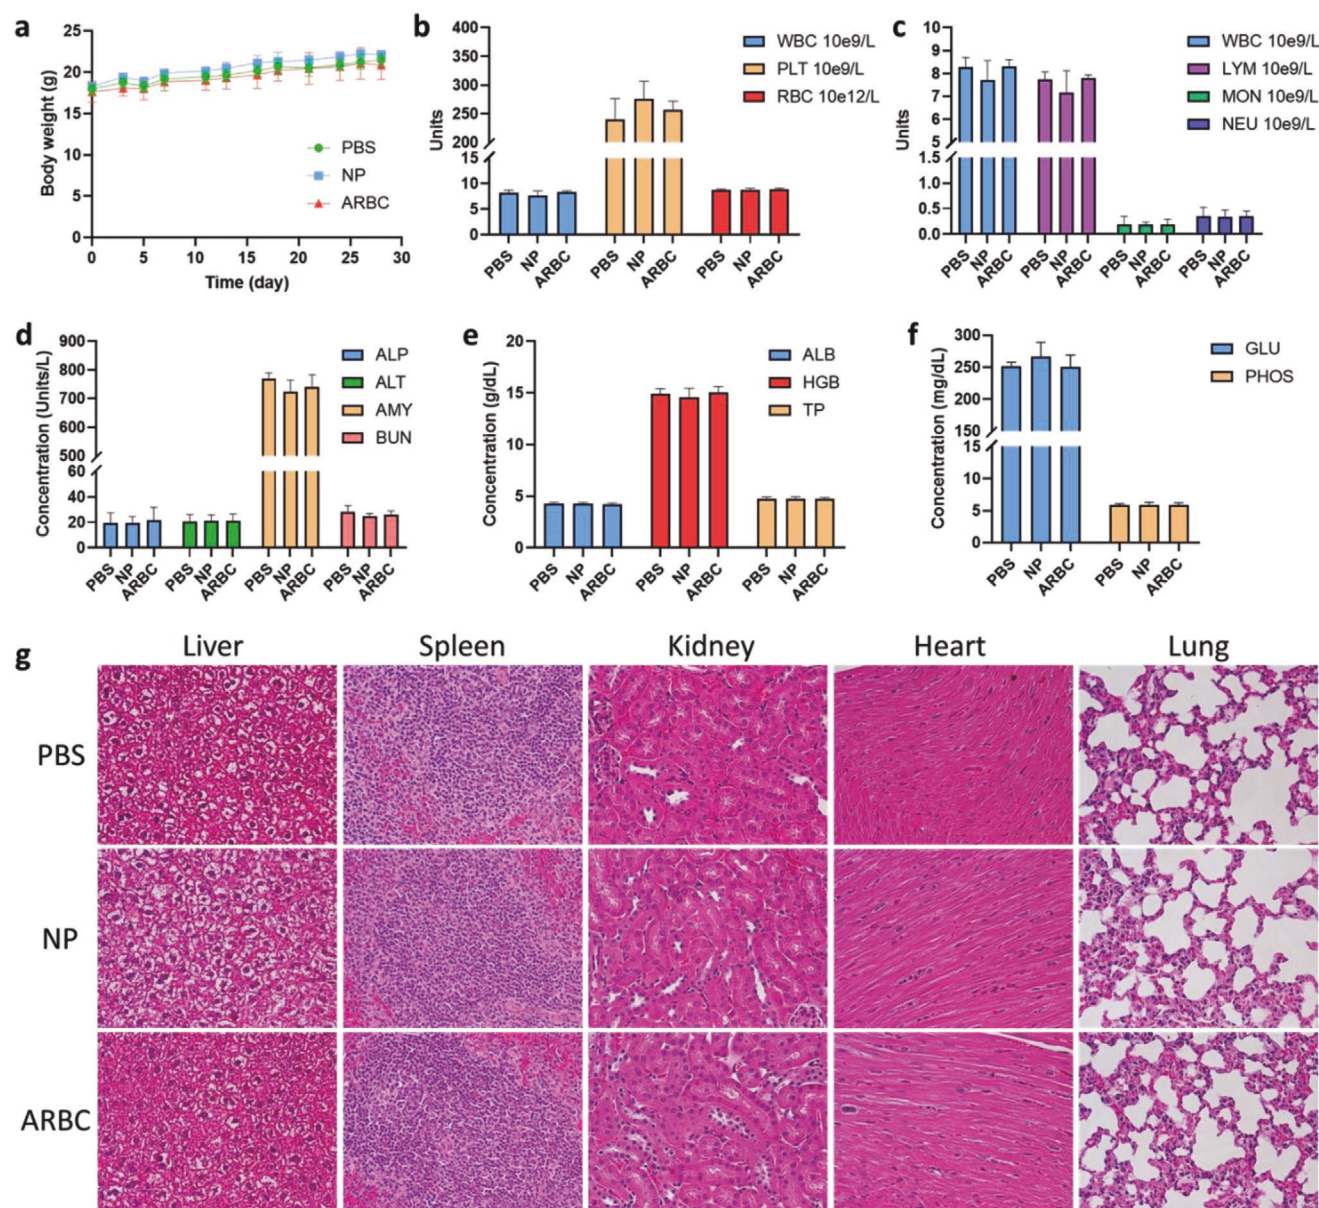 a
Body weight (g)
25
20
15
10
5
0
0
5
10
15
20
25
30
Time (day)
PBS
NP
ARBC
b
Units
400
350
300
250
200
15
10
5
0
PBS
NP
ARBC
PBS
NP
ARBC
PBS
NP
ARBC
WBC 10e9/L
PLT 10e9/L
RBC 10e12/L
c
Units
10
9
8
7
6
5
1.5
1.0
0.5
0.0
PBS
NP
ARBC
PBS
NP
ARBC
PBS
NP
ARBC
PBS
NP
ARBC
WBC 10e9/L
LYM 10e9/L
MON 10e9/L
NEU 10e9/L
d
Concentration (Units/L)
900
800
700
600
500
60
40
20
0
PBS
NP
ARBC
PBS
NP
ARBC
PBS
NP
ARBC
PBS
NP
ARBC
ALP
ALT
AMY
BUN
e
Concentration (g/dL)
20
15
10
5
0
PBS
NP
ARBC
PBS
NP
ARBC
PBS
NP
ARBC
ALB
HGB
TP
f
Concentration (mg/dL)
300
250
200
150
15
10
5
0
PBS
NP
ARBC
PBS
NP
ARBC
GLU
PHOS
g
Liver
Spleen
Kidney
Heart
Lung
PBS
NP
ARBC